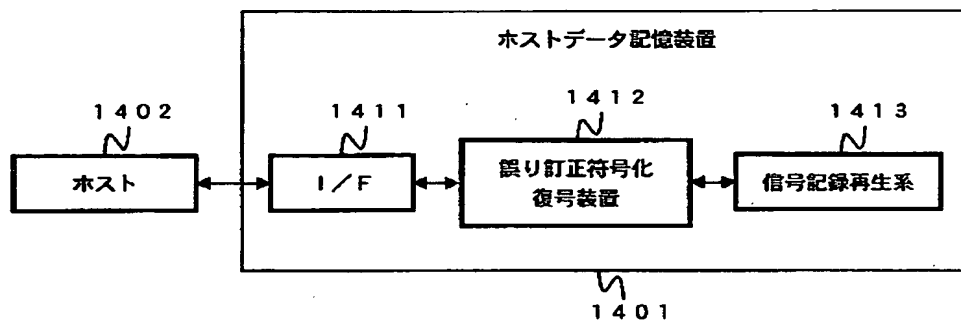 ホストデータ記憶装置
1402
1411
1412
1413
ホスト
I/F
誤り訂正符号化
復号装置
信号記録再生系
1401